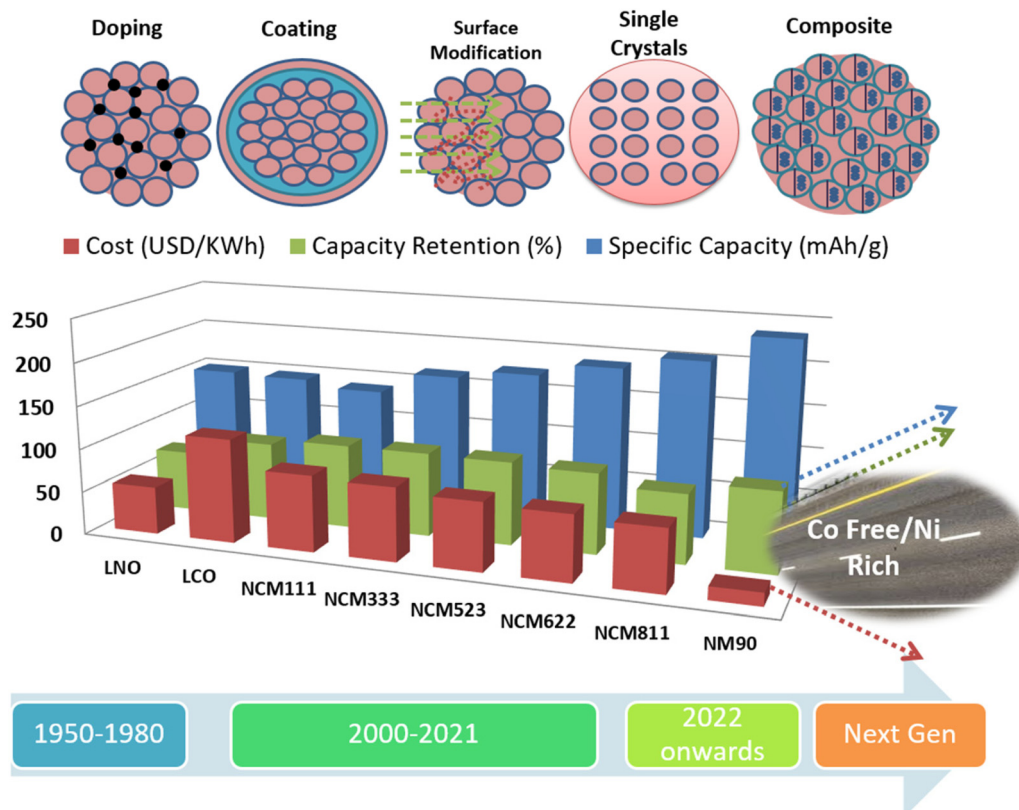 Doping
Coating
Surface
Modification
Single
Crystals
Composite
Cost (USD/KWh)
Capacity Retention (%)
Specific Capacity (mAh/g)
250
200
150
100
50
0
LNO
LCO
NCM111
NCM333
NCM523
NCM622
NCM811
NM90
Co Free/Ni
Rich
1950-1980
2000-2021
2022
onwards
Next Gen